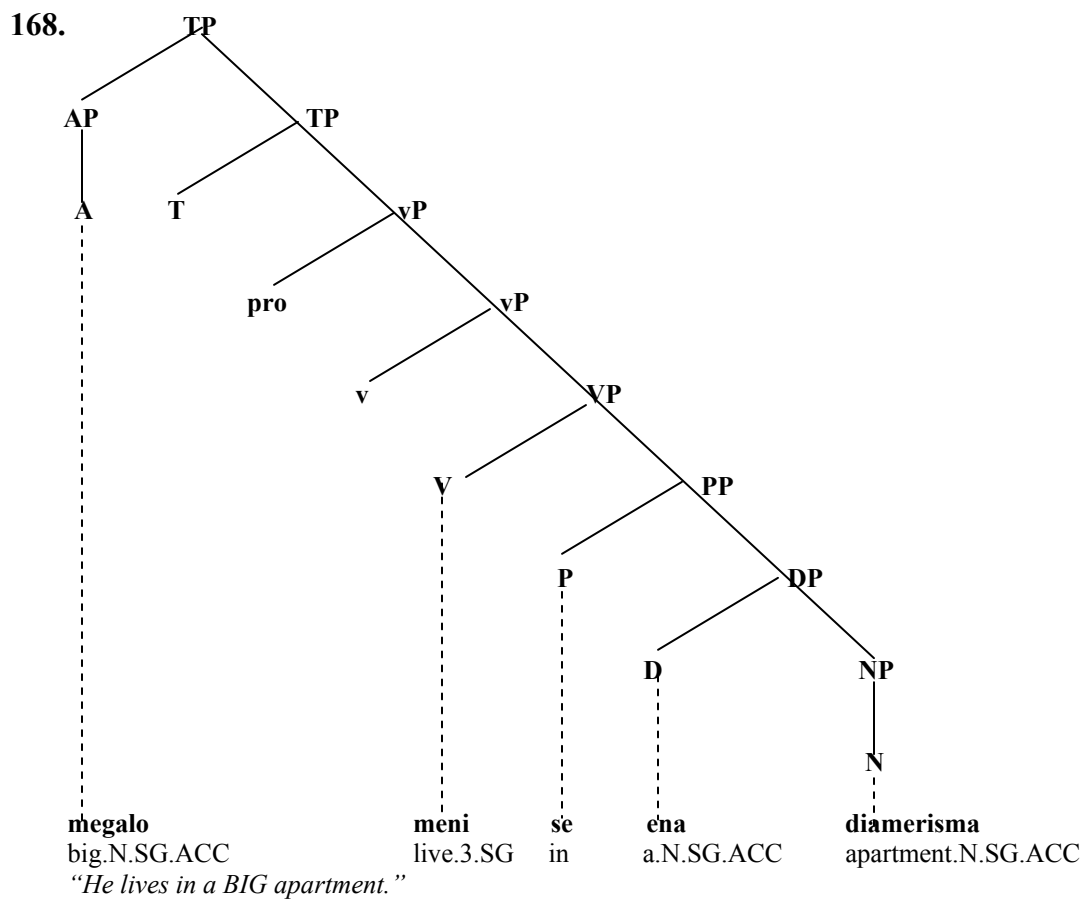 168.
TP
AP TP
A T vP
pro vP
v VP
V PP
P DP
D NP
N
megalo meni se ena diamerisma
big.N.SG.ACC live.3.SG in a.N.SG.ACC apartment.N.SG.ACC
“He lives in a BIG apartment.”